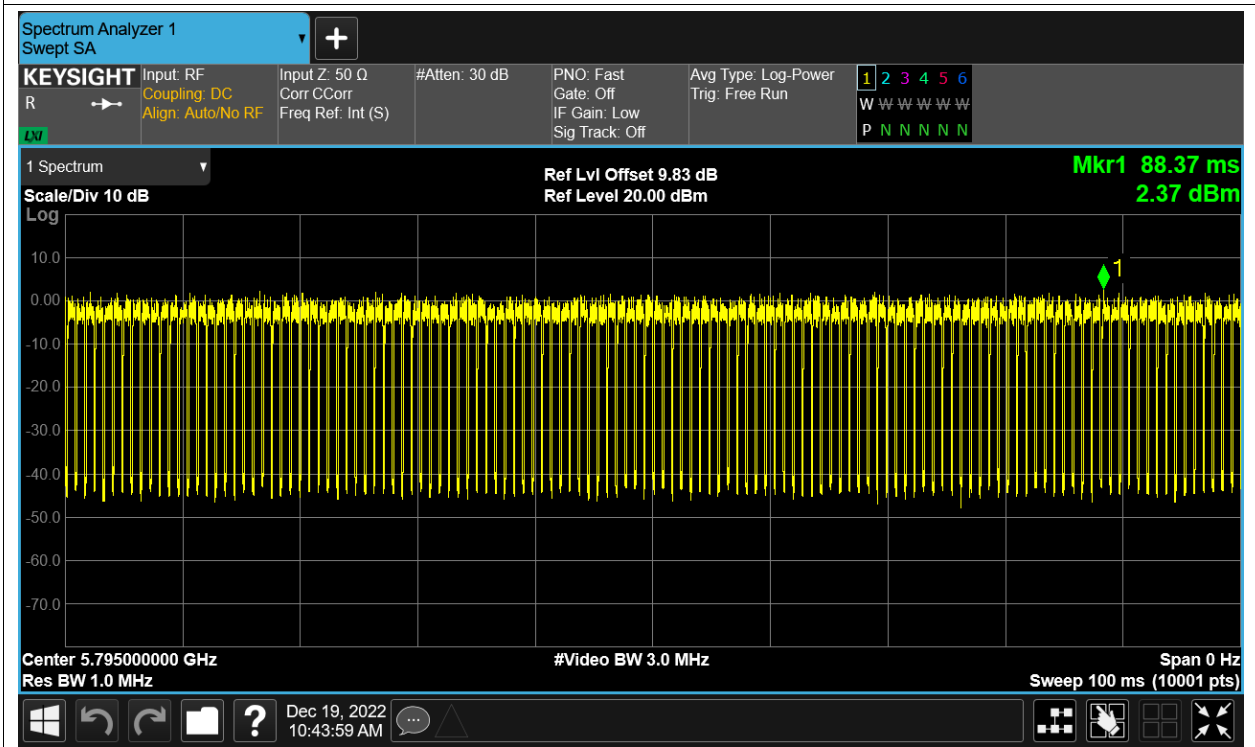 Spectrum Analyzer 1
Swept SA
KEYSIGHT
R
LXI
Input: RF
Coupling: DC
Align: Auto/No RF
Input Z: 50 Ω
Corr CCorr
Freq Ref: Int (S)
#Atten: 30 dB
PNO: Fast
Gate: Off
IF Gain: Low
Sig Track: Off
Avg Type: Log-Power
Trig: Free Run
1 2 3 4 5 6
W W W W W W
P N N N N N
1 Spectrum
Scale/Div 10 dB
Log
Ref Lvl Offset 9.83 dB
Ref Level 20.00 dBm
Mkr1 88.37 ms
2.37 dBm
1
10.0
0.00
-10.0
-20.0
-30.0
-40.0
-50.0
-60.0
-70.0
Center 5.795000000 GHz
#Video BW 3.0 MHz
Span 0 Hz
Res BW 1.0 MHz
Sweep 100 ms (10001 pts)
?
Dec 19, 2022
10:43:59 AM